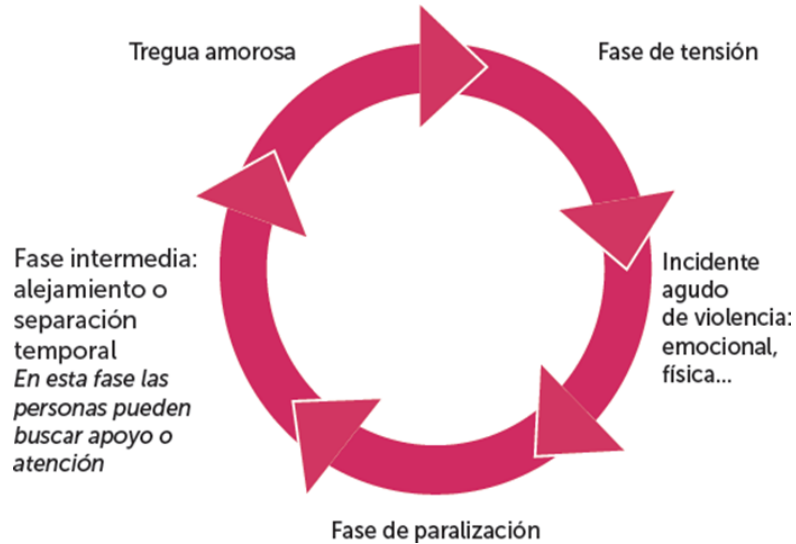 Tregua amorosa
Fase de tensión
Fase intermedia:
alejamiento o
separación
temporal
En esta fase las
personas pueden
buscar apoyo o
atención
Incidente
agudo
de violencia:
emocional,
física...
Fase de paralización